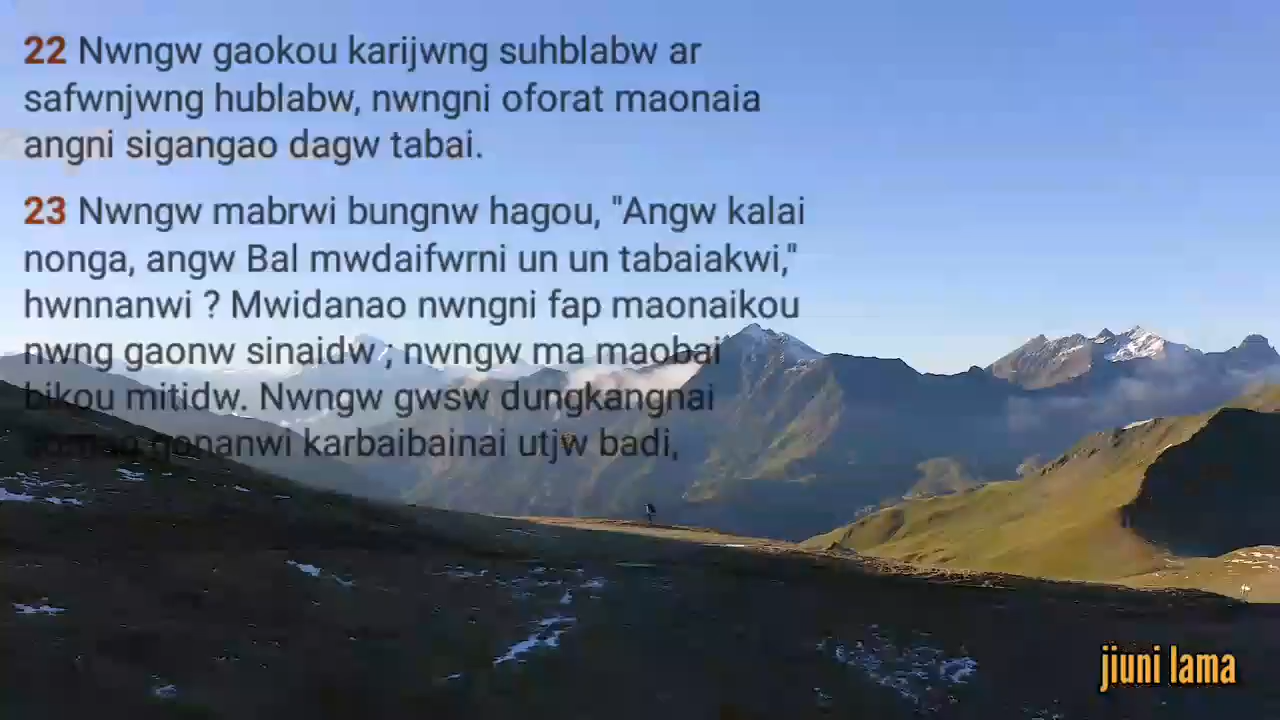 22 Nwngw gaokou karijwng suhblabw ar
safwnjwng hublabw, nwngni oforat maonaia
angni sigangao dagw tabai.
23 Nwngw mabrwi bungnw hagou, "Angw kalai
nonga, angw Bal mwdaifwrni un un tabaiakwi,"
hwnnanwi ? Mwidanao nwngni fap maonaikou
nwng gaonw sinaidw, nwngw ma maobai
bikou mitidw. Nwngw gwsw dungkangnai
gonanwi karbaibainai utjw badi,
jiuni lama